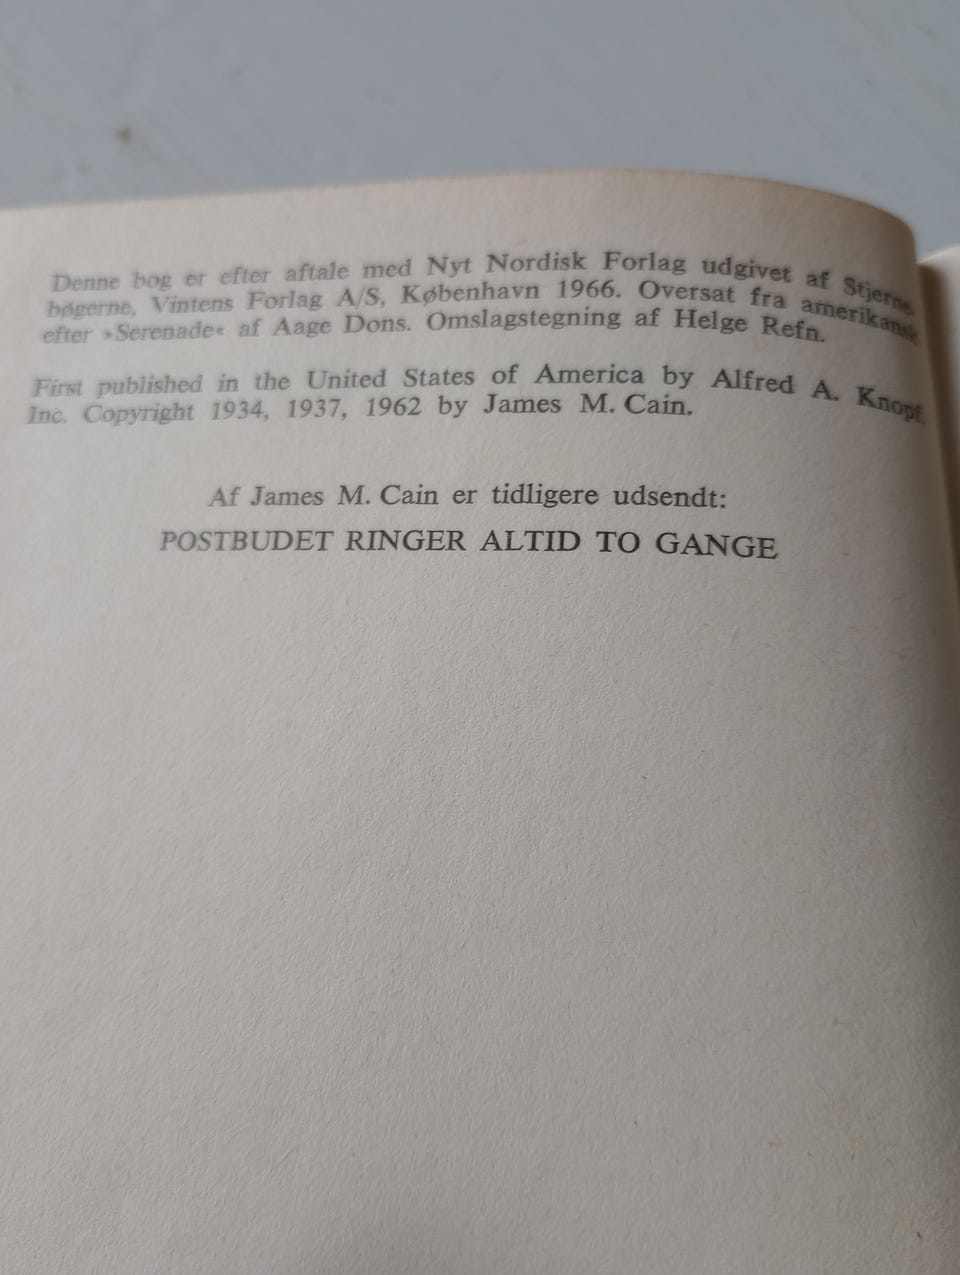 Denne bog er efter aftale med Nyt Nordisk Forlag udgivet af Stjerne-
bøgerne, Vintens Forlag A/S, København 1966. Oversat fra amerikansk
efter »Serenade« af Aage Dons. Omslagstegning af Helge Refn.
First published in the United States of America by Alfred A. Knopf
Inc. Copyright 1934, 1937, 1962 by James M. Cain.
Af James M. Cain er tidligere udsendt:
POSTBUDET RINGER ALTID TO GANGE